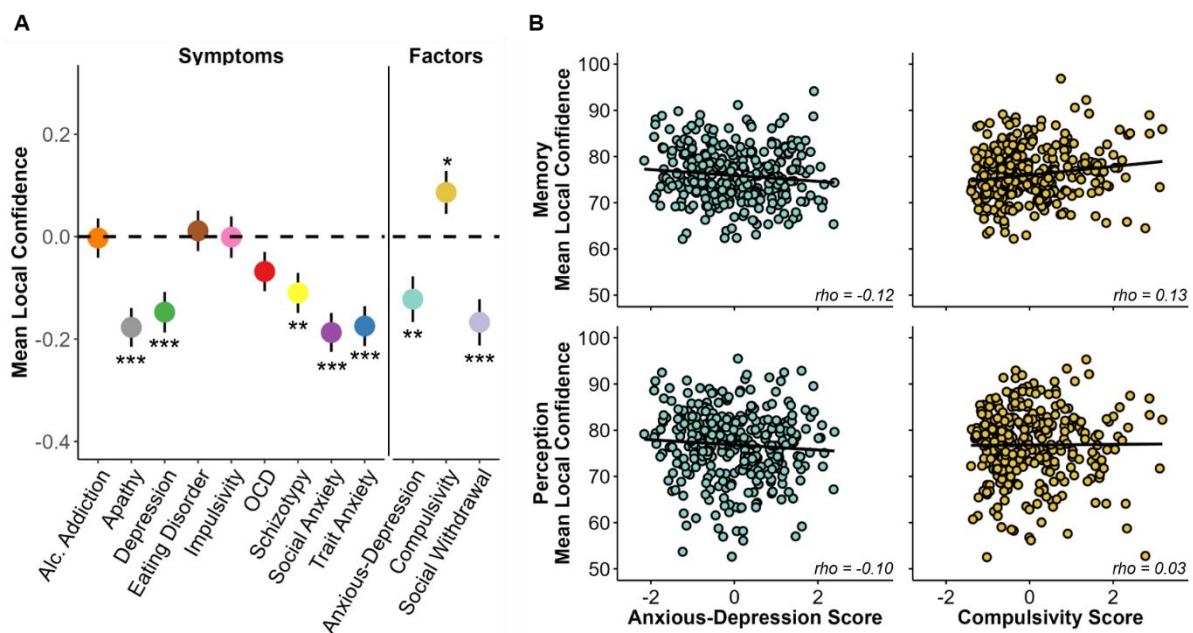 A
Symptoms
Factors
Mean Local Confidence
0.2
0.0
-0.2
-0.4
***
***
**
***
***
**
*
***
Alc. Addiction
Apathy
Depression
Eating Disorder
Impulsivity
OCD
Schizotypy
Social Anxiety
Trait Anxiety
Anxious-Depression
Compulsivity
Social Withdrawal
B
Memory
Mean Local Confidence
100
90
80
70
60
50
rho = -0.12
rho = 0.13
Perception
Mean Local Confidence
100
90
80
70
60
50
rho = -0.10
rho = 0.03
-2 0 2
-2 0 2
Anxious-Depression Score
Compulsivity Score